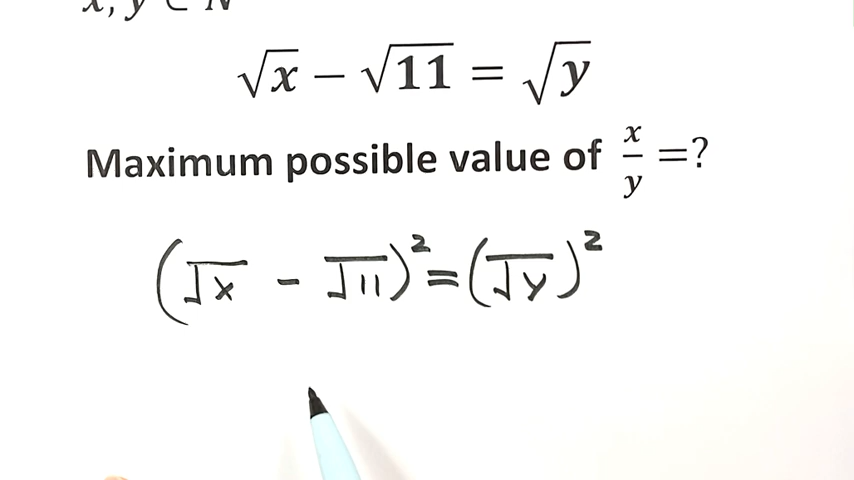 x, y ∈ N
√x − √11 = √y
Maximum possible value of x/y =?
(√x - √11)² = (√y)²